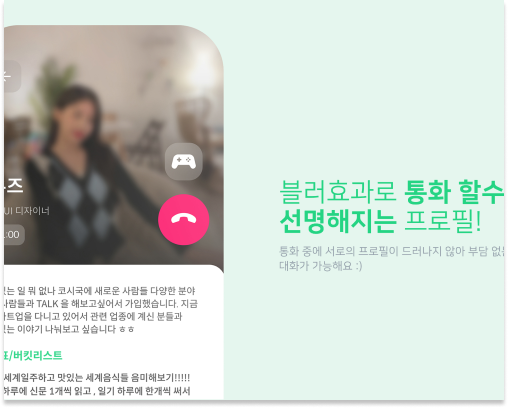 즈
UI 디자이너
:00
있는 일 뭐 없나 코시국에 새로운 사람들 다양한 분야
사람들과 TALK 을 해보고싶어서 가입했습니다. 지금
타트업을 다니고 있어서 관련 업종에 계신 분들과
있는 이야기 나눠보고 싶습니다 ㅎㅎ
표/버킷리스트
세계일주하고 맛있는 세계음식들 음미해보기!!!!!
하루에 신문 1개씩 읽고 , 일기 하루에 한개씩 써서
블러효과로 통화 할수
선명해지는 프로필!
통화 중에 서로의 프로필이 드러나지 않아 부담 없
대화가 가능해요 :)